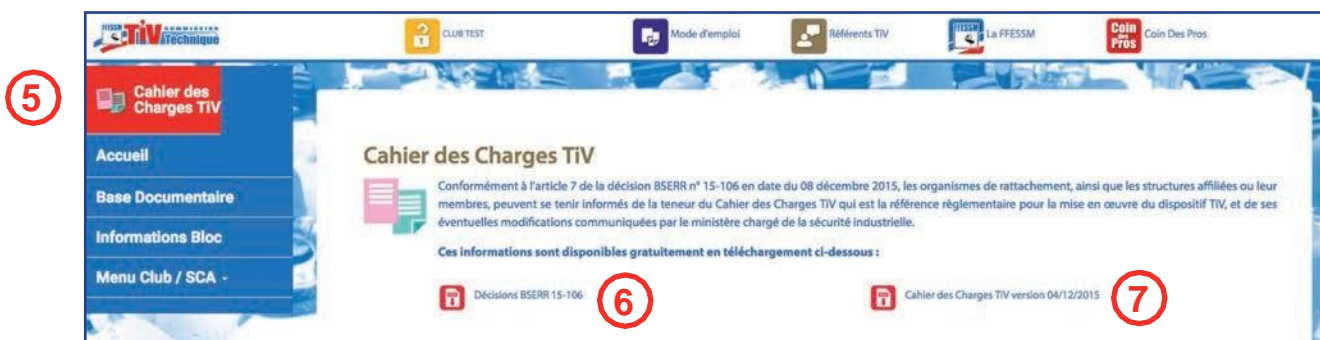 FFESSM TiV COMMISSION Technique
CLUB TEST
Mode d'emploi
Référents TIV
FFESSM La FFESSM
Coin des Pros Coin Des Pros
5
Cahier des
Charges TiV
Accueil
Base Documentaire
Informations Bloc
Menu Club / SCA
Cahier des Charges TiV
Conformément à l'article 7 de la décision BSERR n° 15-106 en date du 08 décembre 2015, les organismes de rattachement, ainsi que les structures affiliées ou leur
membres, peuvent se tenir informés de la teneur du Cahier des Charges TiV qui est la référence règlementaire pour la mise en œuvre du dispositif TiV, et de ses
éventuelles modifications communiquées par le ministère chargé de la sécurité industrielle.
Ces informations sont disponibles gratuitement en téléchargement ci-dessous :
Décisions BSERR 15-106
6
Cahier des Charges TiV version 04/12/2015
7